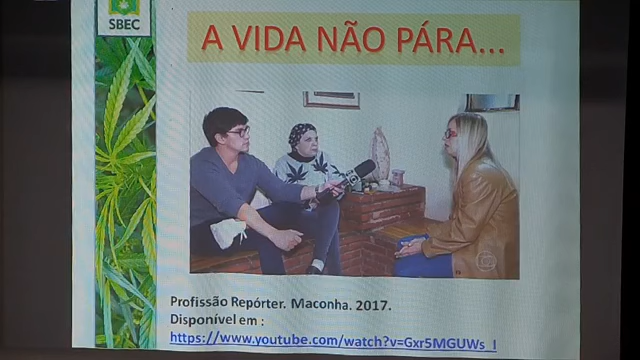 SBEC
A VIDA NÃO PÁRA...
Profissão Repórter. Maconha. 2017.
Disponível em :
https://www.youtube.com/watch?v=Gxr5MGUWs_I